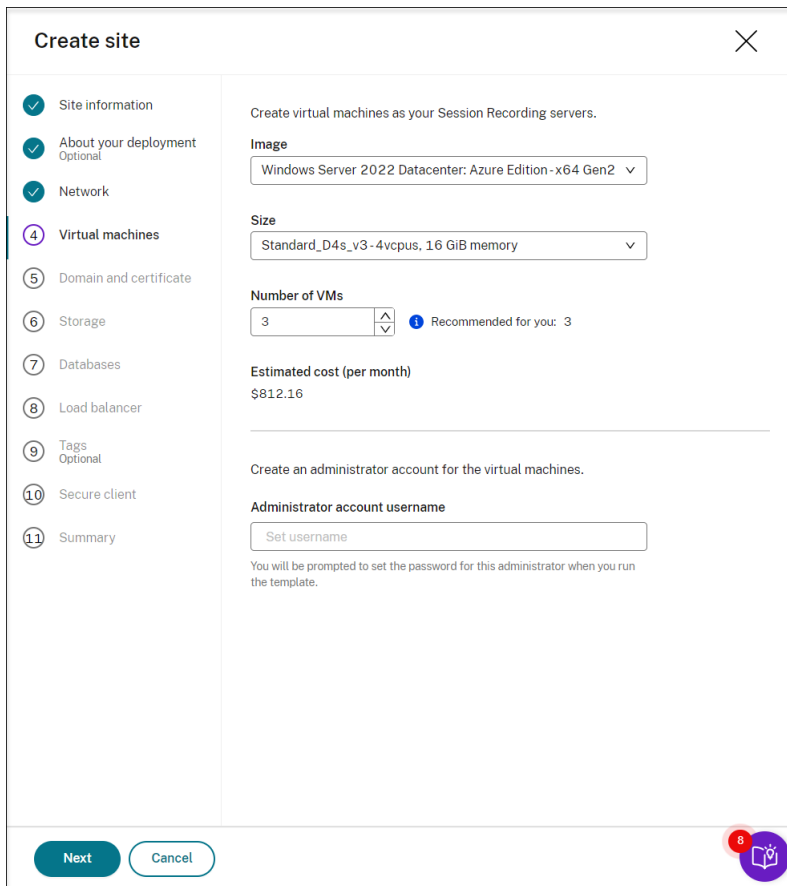 Create site
Site information
About your deployment
Optional
Network
4 Virtual machines
5 Domain and certificate
6 Storage
7 Databases
8 Load balancer
9 Tags
Optional
10 Secure client
11 Summary
Create virtual machines as your Session Recording servers.
Image
Windows Server 2022 Datacenter: Azure Edition-x64 Gen2
Size
Standard_D4s_v3-4vcpus, 16 GiB memory
Number of VMs
3
Recommended for you: 3
Estimated cost (per month)
$812.16
Create an administrator account for the virtual machines.
Administrator account username
Set username
You will be prompted to set the password for this administrator when you run
the template.
Next
Cancel
8